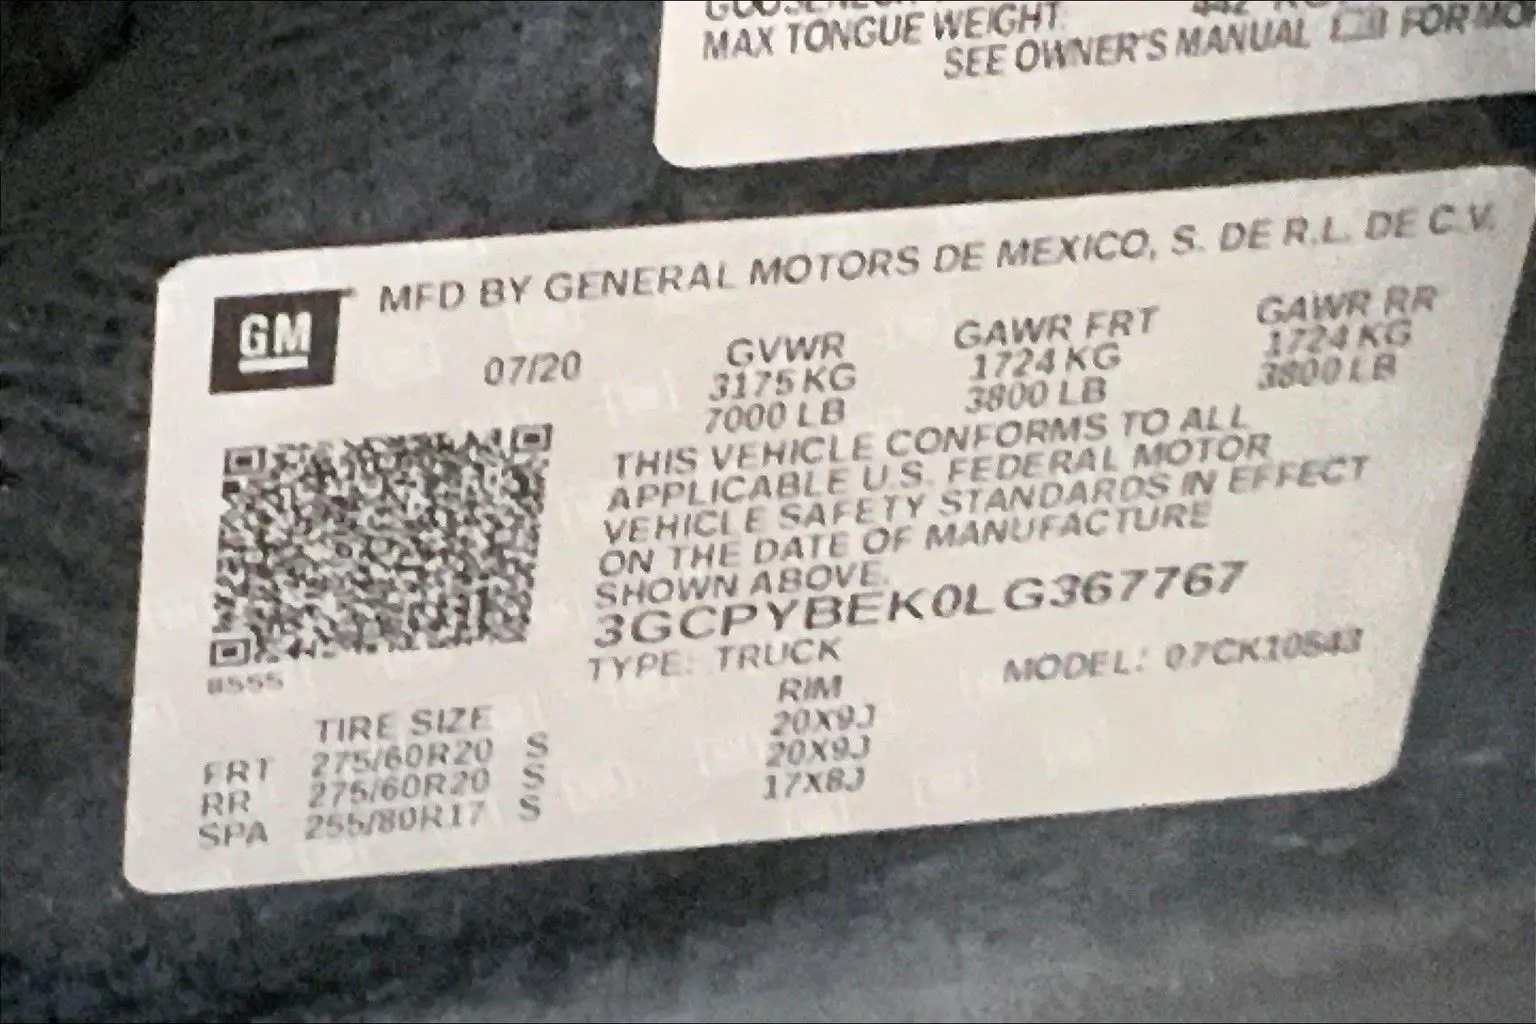 MAX TONGUE WEIGHT
SEE OWNER'S MANUAL FOR
GM
MFD BY GENERAL MOTORS DE MEXICO, S. DE R.L. DE C.V.
07/20
GVWR GAWR FRT GAWR RR
3175 KG 1724 KG 1724 KG
7000 LB 3800 LB 3800 LB
THIS VEHICLE CONFORMS TO ALL
APPLICABLE U.S. FEDERAL MOTOR
VEHICLE SAFETY STANDARDS IN EFFECT
ON THE DATE OF MANUFACTURE
SHOWN ABOVE.
3GCPYBEK0LG367767
TYPE: TRUCK MODEL: 07CK10543
8555
TIRE SIZE RIM
FRT 275/60R20 S 20X9J
RR 275/60R20 S 20X9J
SPA 255/80R17 S 17X8J